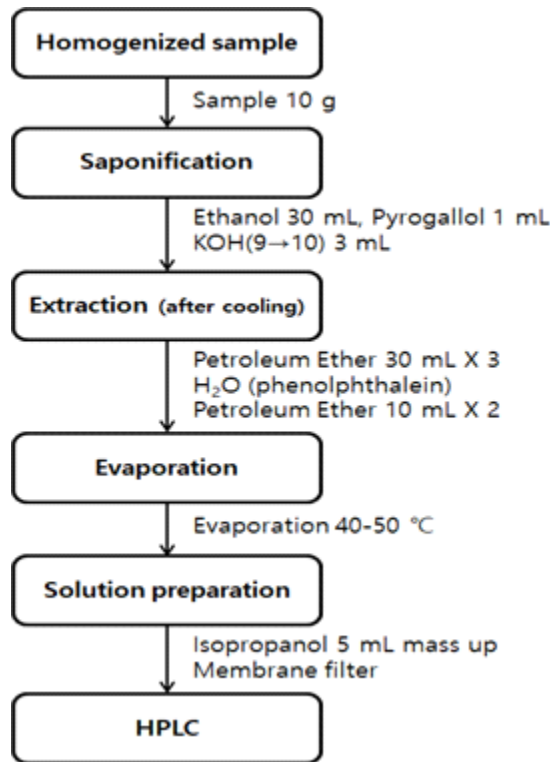 Homogenized sample
Sample 10 g
Saponification
Ethanol 30 mL, Pyrogallol 1 mL
KOH(9→10) 3 mL
Extraction (after cooling)
Petroleum Ether 30 mL X 3
H₂O (phenolphthalein)
Petroleum Ether 10 mL X 2
Evaporation
Evaporation 40-50 ℃
Solution preparation
Isopropanol 5 mL mass up
Membrane filter
HPLC